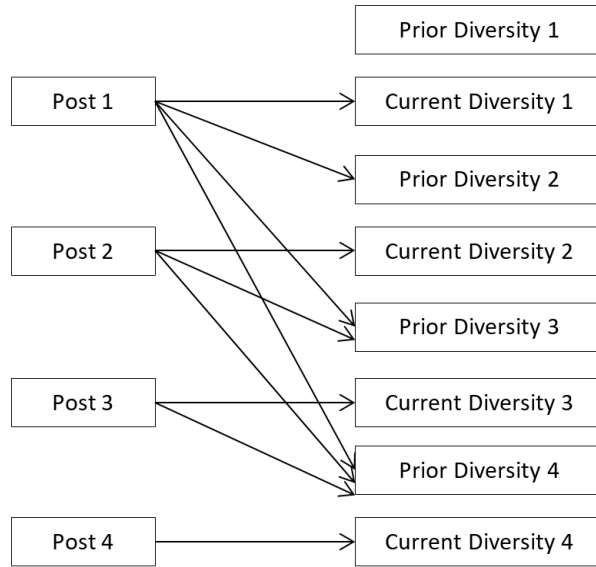 Prior Diversity 1
Post 1
Current Diversity 1
Prior Diversity 2
Post 2
Current Diversity 2
Prior Diversity 3
Post 3
Current Diversity 3
Prior Diversity 4
Post 4
Current Diversity 4